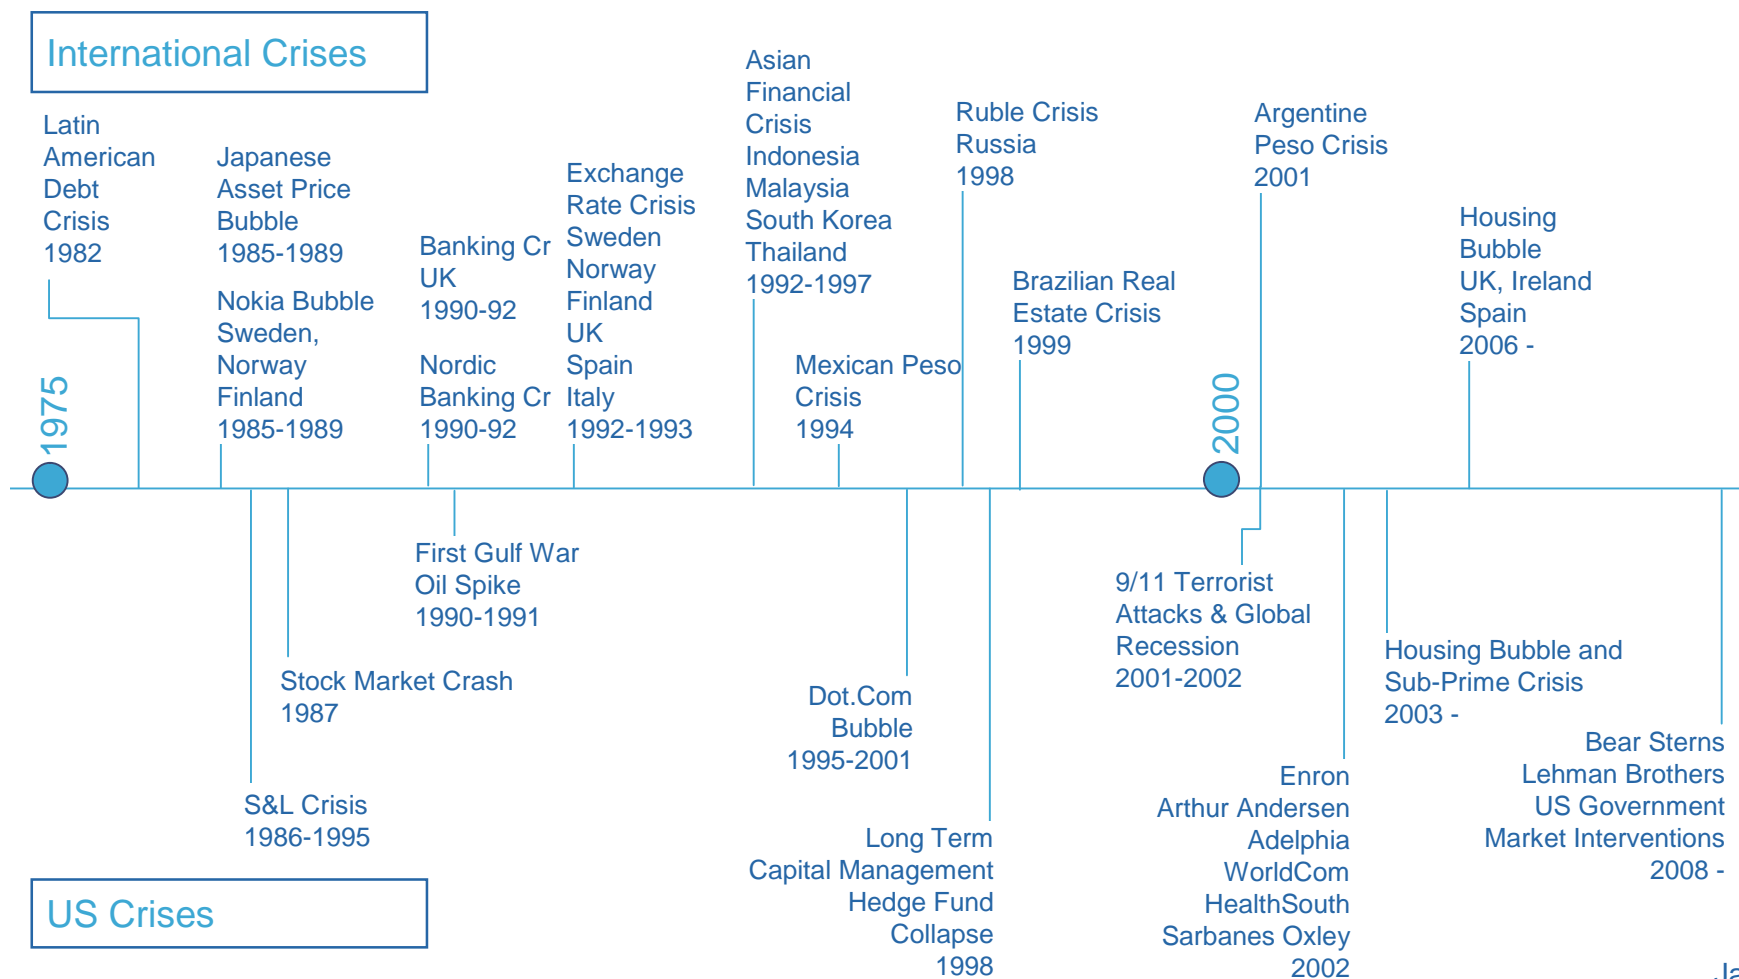 International Crises
Latin
American
Debt
Crisis
1982
Japanese
Asset Price
Bubble
1985-1989
Nokia Bubble
Sweden,
Norway
Finland
1985-1989
Banking Cr
UK
1990-92
Nordic
Banking Cr
1990-92
Exchange
Rate Crisis
Sweden
Norway
Finland
UK
Spain
Italy
1992-1993
Asian
Financial
Crisis
Indonesia
Malaysia
South Korea
Thailand
1992-1997
Mexican Peso
Crisis
1994
Ruble Crisis
Russia
1998
Brazilian Real
Estate Crisis
1999
Argentine
Peso Crisis
2001
Housing
Bubble
UK, Ireland
Spain
2006 -
1975
2000
First Gulf War
Oil Spike
1990-1991
Stock Market Crash
1987
S&L Crisis
1986-1995
Dot.Com
Bubble
1995-2001
Long Term
Capital Management
Hedge Fund
Collapse
1998
9/11 Terrorist
Attacks & Global
Recession
2001-2002
Enron
Arthur Andersen
Adelphia
WorldCom
HealthSouth
Sarbanes Oxley
2002
Housing Bubble and
Sub-Prime Crisis
2003 -
Bear Sterns
Lehman Brothers
US Government
Market Interventions
2008 -
US Crises